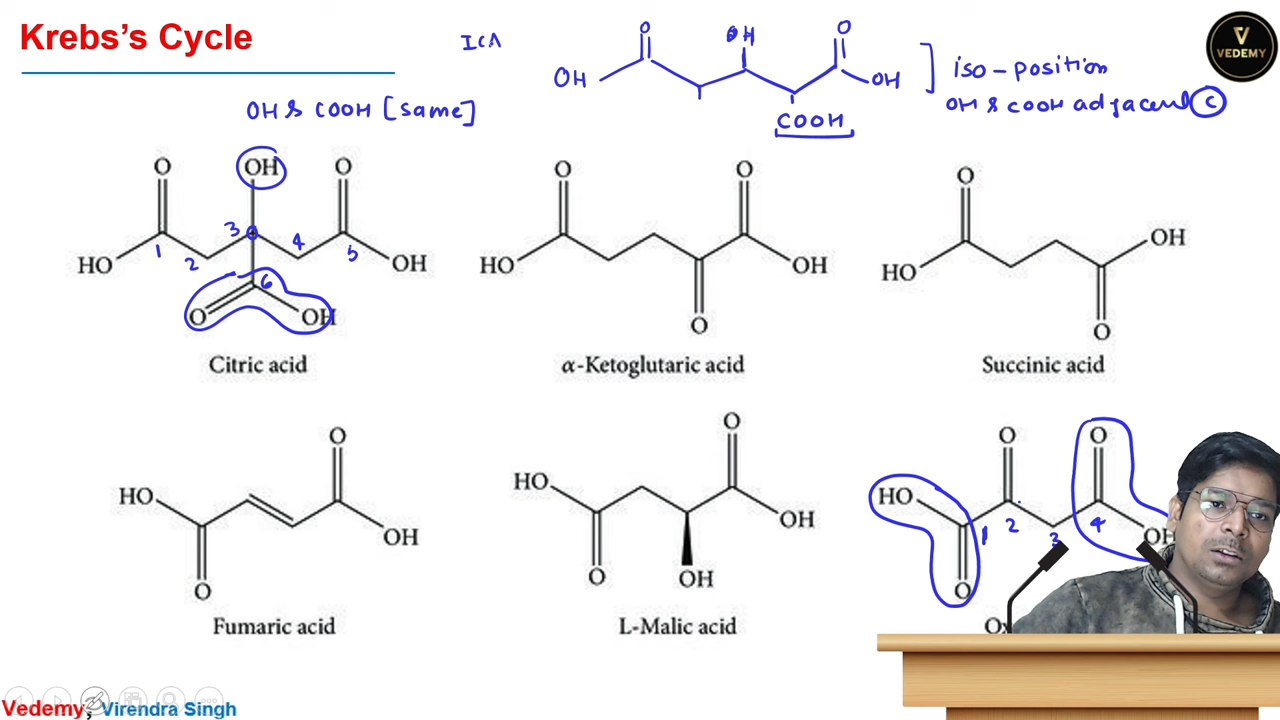 Krebs's Cycle
VEDEMY
ICA
O
OH
O
OH
OH
COOH
iso-position
OH & COOH adjacent C
OH & COOH [same]
O
OH
O
HO
OH
O
OH
1
2
3
4
5
6
Citric acid
O
O
HO
OH
O
α-Ketoglutaric acid
O
OH
HO
O
Succinic acid
O
HO
OH
O
Fumaric acid
O
HO
OH
O
OH
L-Malic acid
O
O
HO
OH
O
1
2
3
4
Vedemy, Virendra Singh